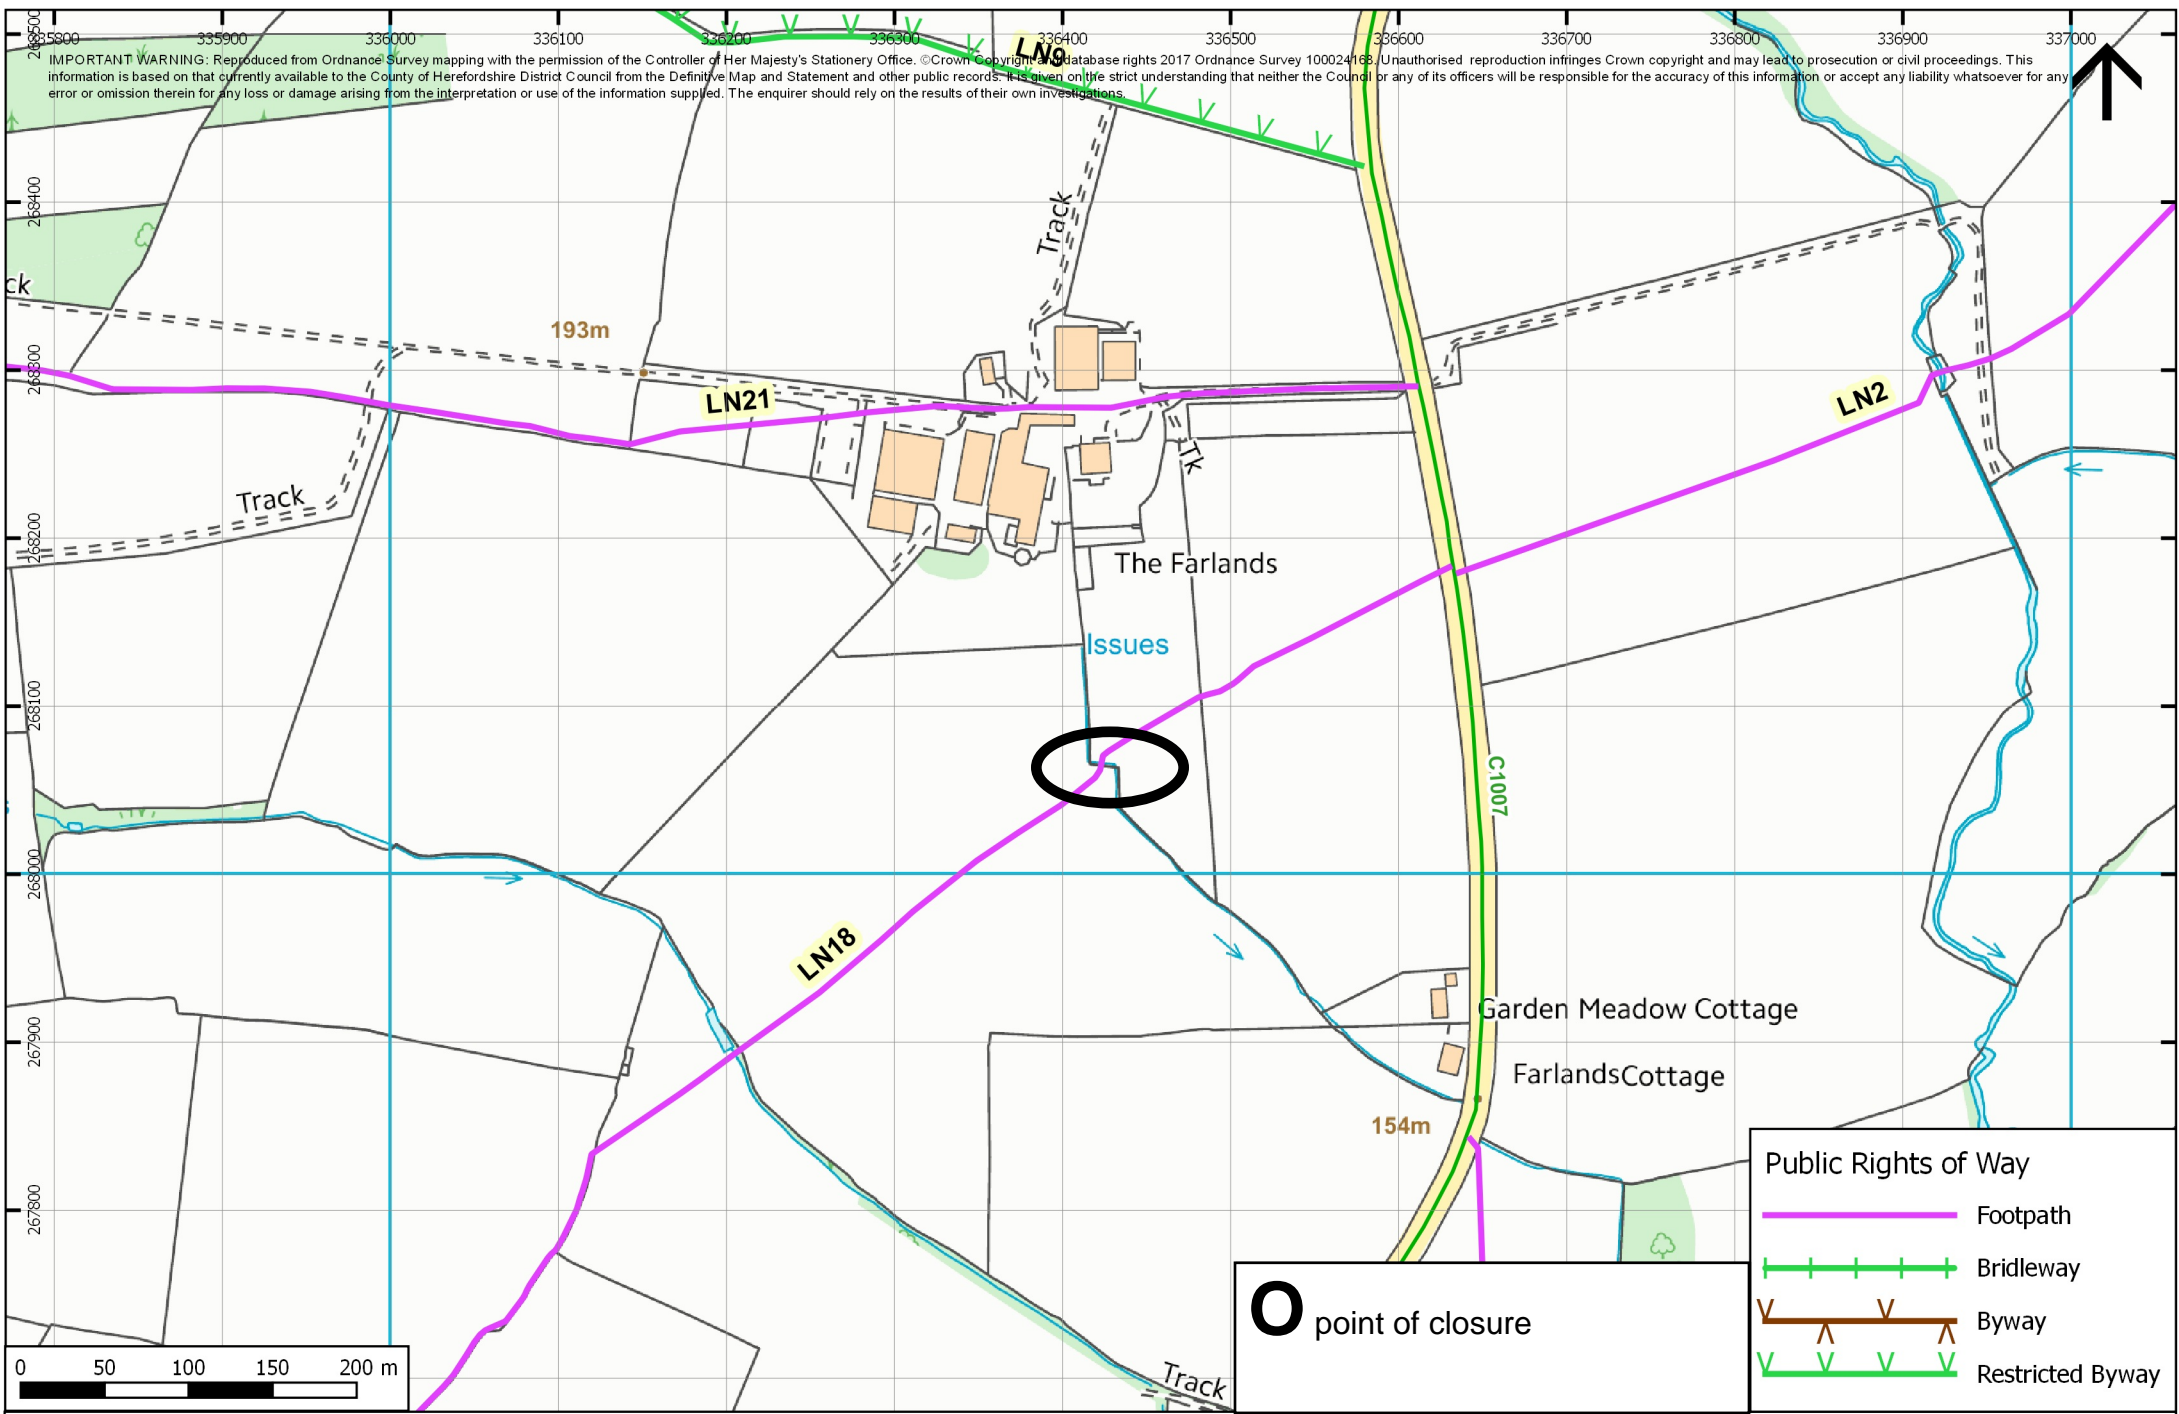 335800 335900 336000 336100 336200 336300 336400 336500 336600 336700 336800 336900 337000
268500
LN9
IMPORTANT WARNING: Reproduced from Ordnance Survey mapping with the permission of the Controller of Her Majesty's Stationery Office. ©Crown Copyright and database rights 2017 Ordnance Survey 100024168. Unauthorised reproduction infringes Crown copyright and may lead to prosecution or civil proceedings. This
information is based on that currently available to the County of Herefordshire District Council from the Definitive Map and Statement and other public records. It is given on the strict understanding that neither the Council or any of its officers will be responsible for the accuracy of this information or accept any liability whatsoever for any
error or omission therein for any loss or damage arising from the interpretation or use of the information supplied. The enquirer should rely on the results of their own investigations.
268400
Track
ck
193m
268300
LN21
LN2
Tk
Track
268200
The Farlands
Issues
268100
C1007
s
268000
LN18
Garden Meadow Cottage
267900
Farlands Cottage
154m
267800
Track
0 50 100 150 200 m
O point of closure
Public Rights of Way
Footpath
Bridleway
Byway
Restricted Byway